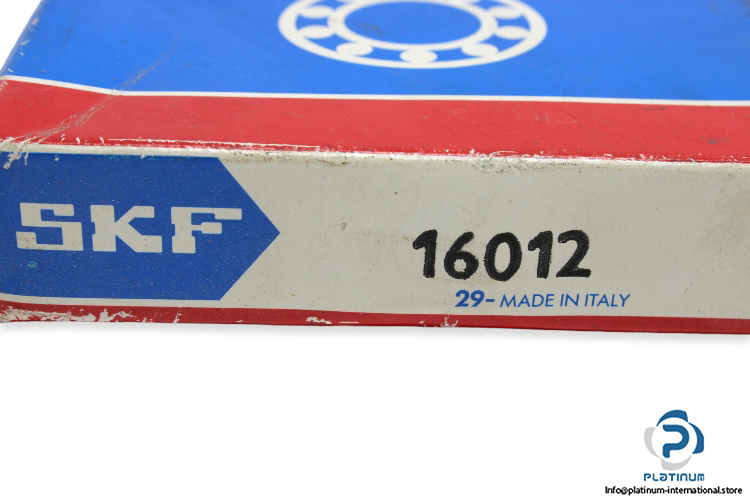 SKF
16012
29- MADE IN ITALY
PLATINUM
Info@platinum-international.store